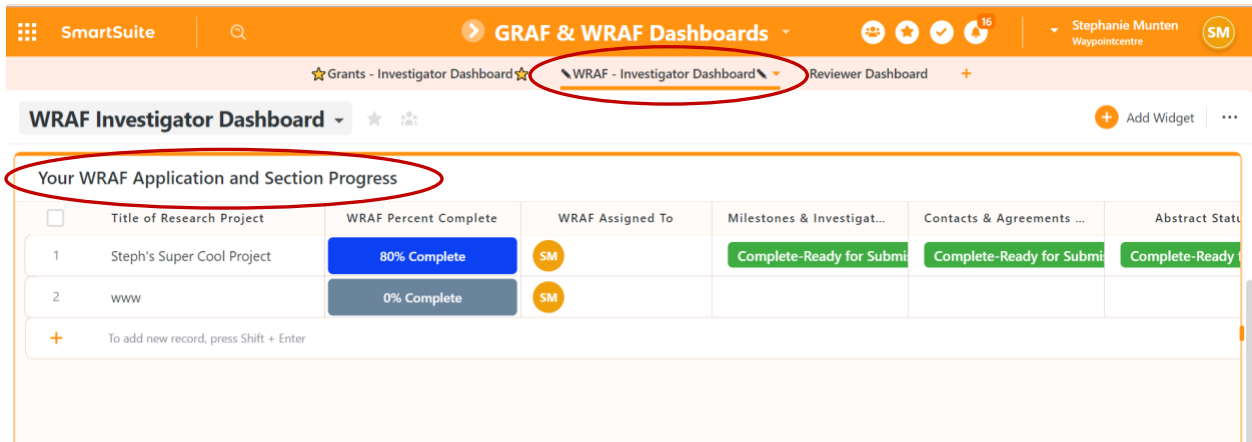 SmartSuite
GRAF & WRAF Dashboards
16
Stephanie Munten
Waypointcentre
SM
Grants - Investigator Dashboard
WRAF - Investigator Dashboard
Reviewer Dashboard
+
WRAF Investigator Dashboard
+ Add Widget ...
Your WRAF Application and Section Progress
Title of Research Project WRAF Percent Complete WRAF Assigned To Milestones & Investigat... Contacts & Agreements ... Abstract Statu
1 Steph's Super Cool Project 80% Complete SM Complete-Ready for Submi Complete-Ready for Submi Complete-Ready f
2 www 0% Complete SM
+ To add new record, press Shift + Enter